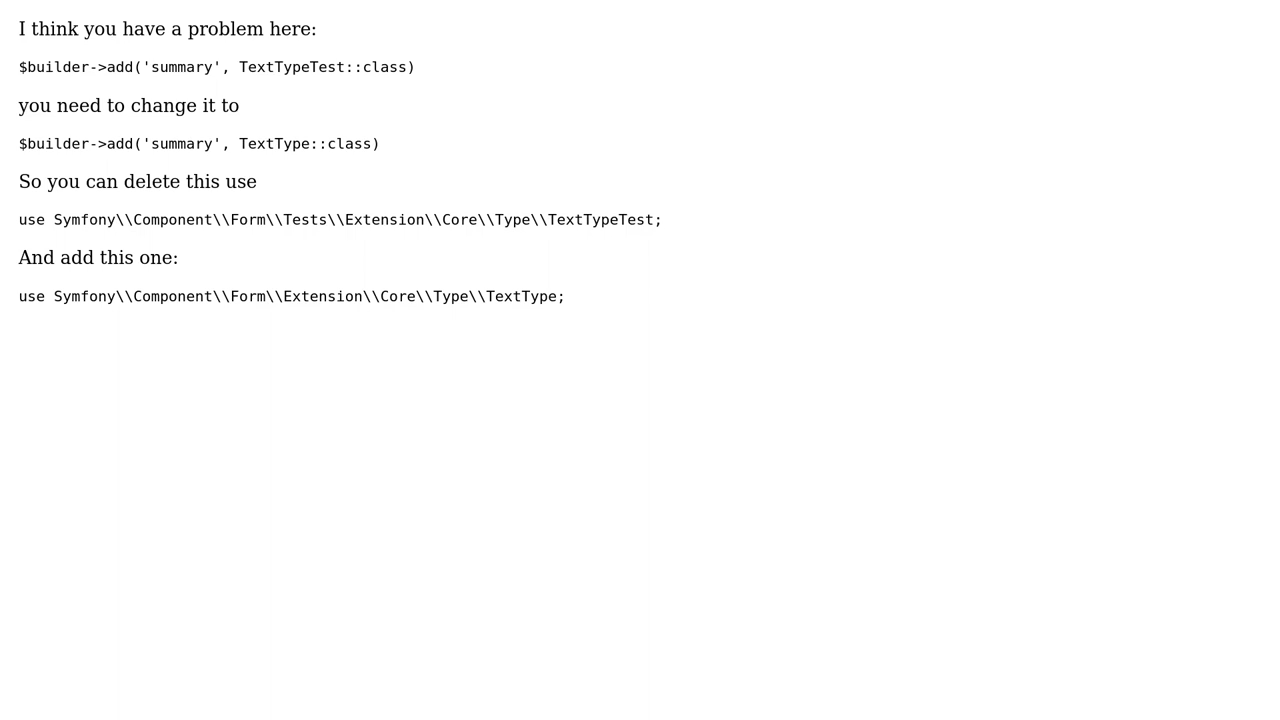 I think you have a problem here:
$builder->add('summary', TextTypeTest::class)
you need to change it to
$builder->add('summary', TextType::class)
So you can delete this use
use Symfony\\Component\\Form\\Tests\\Extension\\Core\\Type\\TextTypeTest;
And add this one:
use Symfony\\Component\\Form\\Extension\\Core\\Type\\TextType;